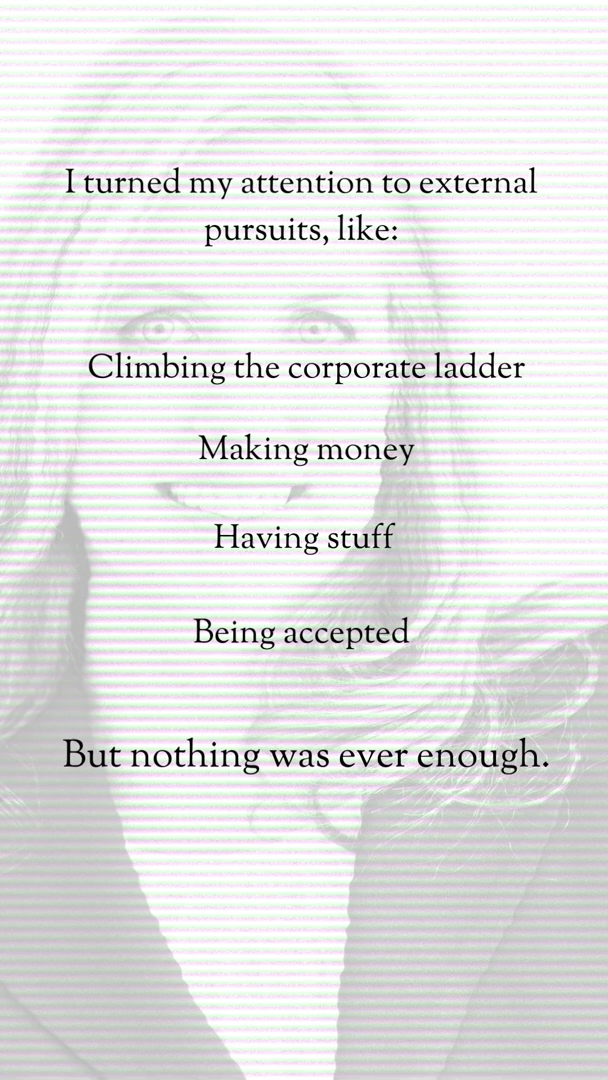 I turned my attention to external
pursuits, like:
Climbing the corporate ladder
Making money
Having stuff
Being accepted
But nothing was ever enough.